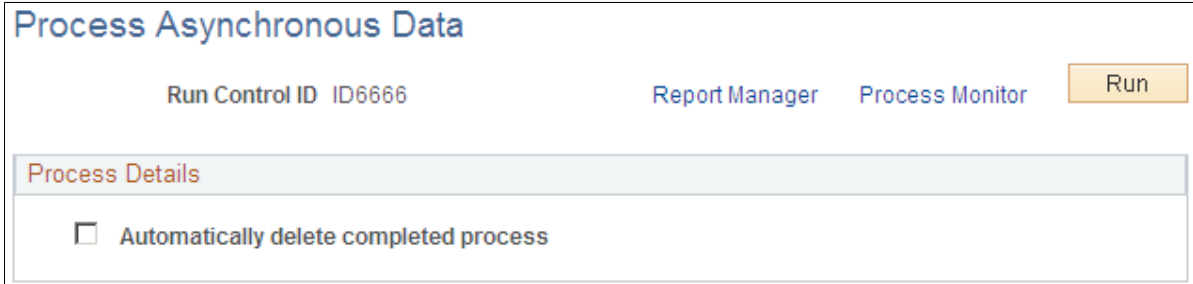 Process Asynchronous Data
Run Control ID ID6666 Report Manager Process Monitor Run
Process Details
Automatically delete completed process